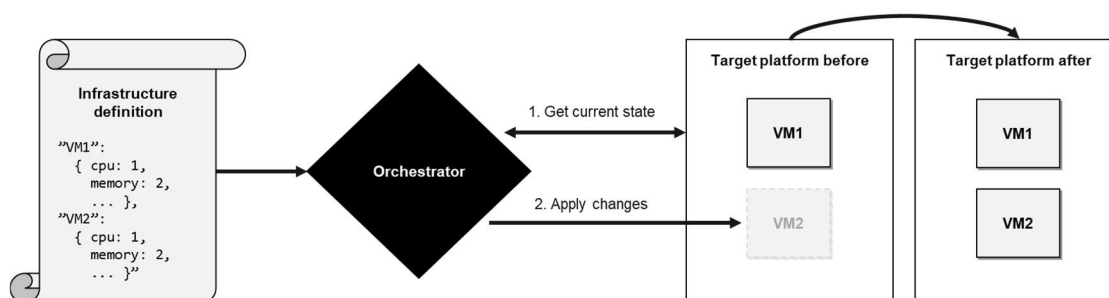 Infrastructure
definition
”VM1”:
{ cpu: 1,
memory: 2,
... },
”VM2”:
{ cpu: 1,
memory: 2,
... }”
Orchestrator
1. Get current state
2. Apply changes
Target platform before
VM1
VM2
Target platform after
VM1
VM2